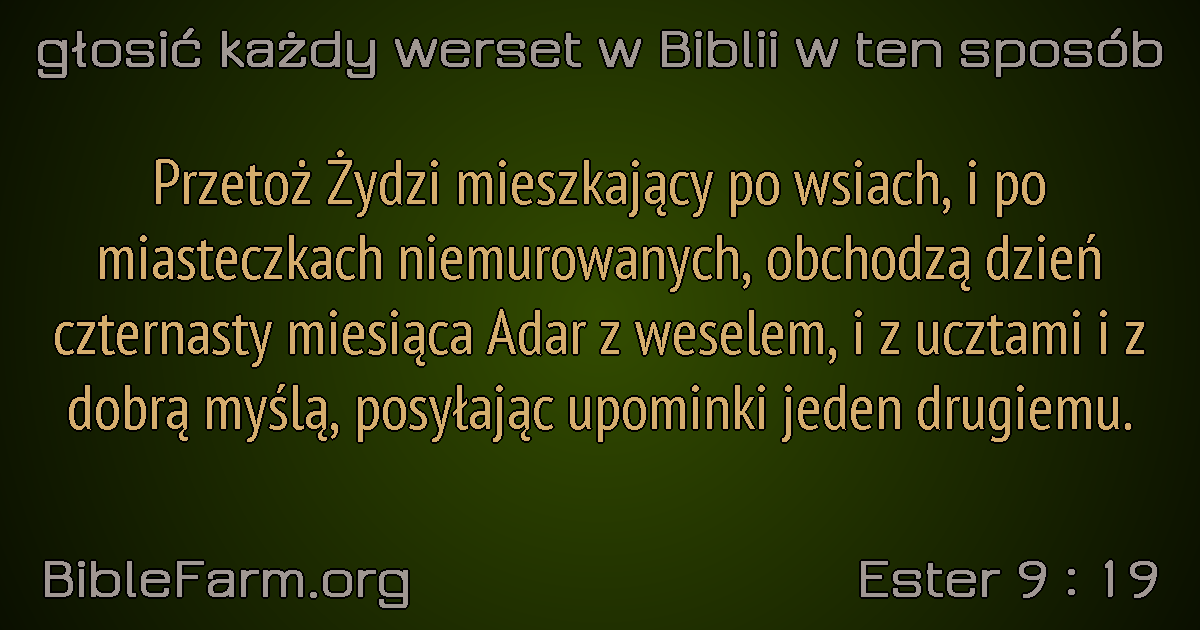 głosić każdy werset w Biblii w ten sposób
Przetoż Żydzi mieszkający po wsiach, i po
miasteczkach niemurowanych, obchodzą dzień
czternasty miesiąca Adar z weselem, i z ucztami i z
dobrą myślą, posyłając upominki jeden drugiemu.
BibleFarm.org
Ester 9 : 19